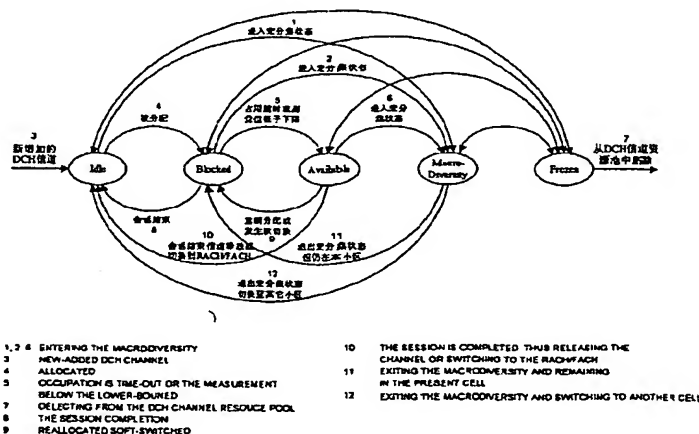 1
进入宏分集状态
2
进入宏分集状态
3
新增加的
DCH信道
4
被分配
5
占用超时或测
量值低于下限
6
进入宏分
集状态
7
从DCH信道资
源池中删除
Idle
Blocked
Available
Macro-
Diversity
Frozen
会话结束
8
重新分配或
发生软切换
9
10
会话结束信道释放或
切换到RACH/FACH
11
退出宏分集状态
但仍在本小区
12
退出宏分集状态
切换至其它小区
1, 2 6 ENTERING THE MACRODIVERSITY
3 NEW-ADDED DCH CHANNEL
4 ALLOCATED
5 OCCUPATION IS TIME-OUT OR THE MEASUREMENT
BELOW THE LOWER-BOUNED
7 DELECTING FROM THE DCH CHANNEL RESOUCE POOL
8 THE SESSION COMPLETION
9 REALLOCATED SOFT-SWITCHED
10 THE SESSION IS COMPLETED THUS RELEASING THE
CHANNEL OR SWITCHING TO THE RACH/FACH
11 EXITING THE MACRODIVERSITY AND REMAINING
IN THE PRESENT CELL
12 EXITING THE MACRODIVERSITY AND SWITCHING TO ANOTHER CELL